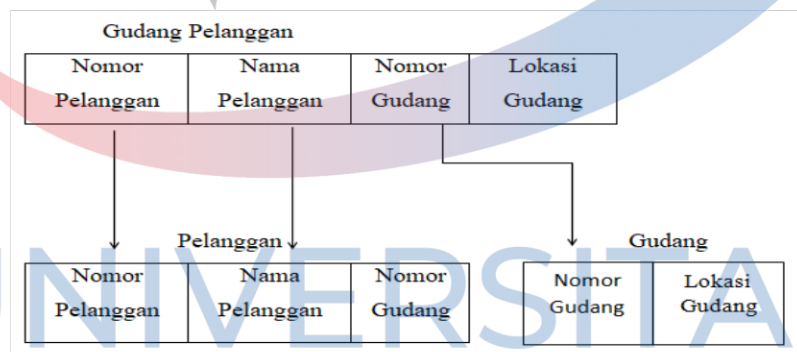 Gudang Pelanggan
Nomor Pelanggan
Nama Pelanggan
Nomor Gudang
Lokasi Gudang
Pelanggan
Nomor Pelanggan
Nama Pelanggan
Nomor Gudang
Gudang
Nomor Gudang
Lokasi Gudang
UNIVERSITA